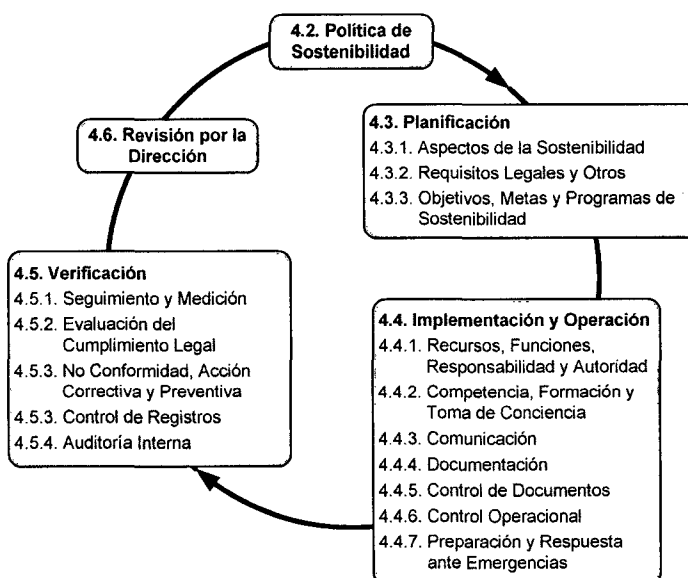 4.2. Política de
Sostenibilidad
4.3. Planificación
4.3.1. Aspectos de la Sostenibilidad
4.3.2. Requisitos Legales y Otros
4.3.3. Objetivos, Metas y Programas de
Sostenibilidad
4.4. Implementación y Operación
4.4.1. Recursos, Funciones,
Responsabilidad y Autoridad
4.4.2. Competencia, Formación y
Toma de Conciencia
4.4.3. Comunicación
4.4.4. Documentación
4.4.5. Control de Documentos
4.4.6. Control Operacional
4.4.7. Preparación y Respuesta
ante Emergencias
4.5. Verificación
4.5.1. Seguimiento y Medición
4.5.2. Evaluación del
Cumplimiento Legal
4.5.3. No Conformidad, Acción
Correctiva y Preventiva
4.5.3. Control de Registros
4.5.4. Auditoría Interna
4.6. Revisión por la
Dirección